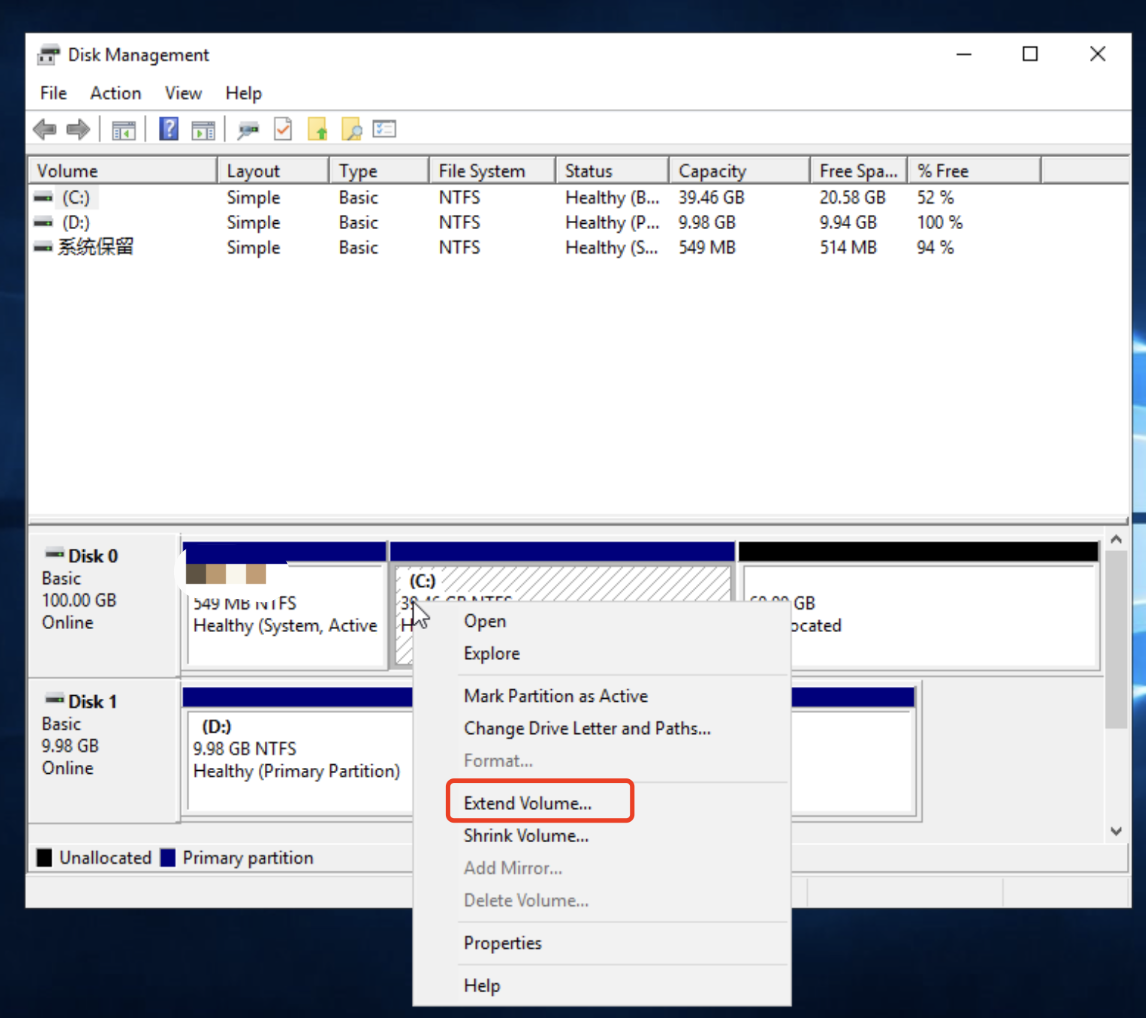 Disk Management
File Action View Help
Volume Layout Type File System Status Capacity Free Spa... % Free
(C:) Simple Basic NTFS Healthy (B... 39.46 GB 20.58 GB 52 %
(D:) Simple Basic NTFS Healthy (P... 9.98 GB 9.94 GB 100 %
系统保留 Simple Basic NTFS Healthy (S... 549 MB 514 MB 94 %
Disk 0
Basic
100.00 GB
Online
549 MB NTFS
Healthy (System, Active
(C:)
39.46 GB NTFS
H
GB
ocated
Disk 1
Basic
9.98 GB
Online
(D:)
9.98 GB NTFS
Healthy (Primary Partition)
Open
Explore
Mark Partition as Active
Change Drive Letter and Paths...
Format...
Extend Volume...
Shrink Volume...
Add Mirror...
Delete Volume...
Properties
Help
Unallocated Primary partition